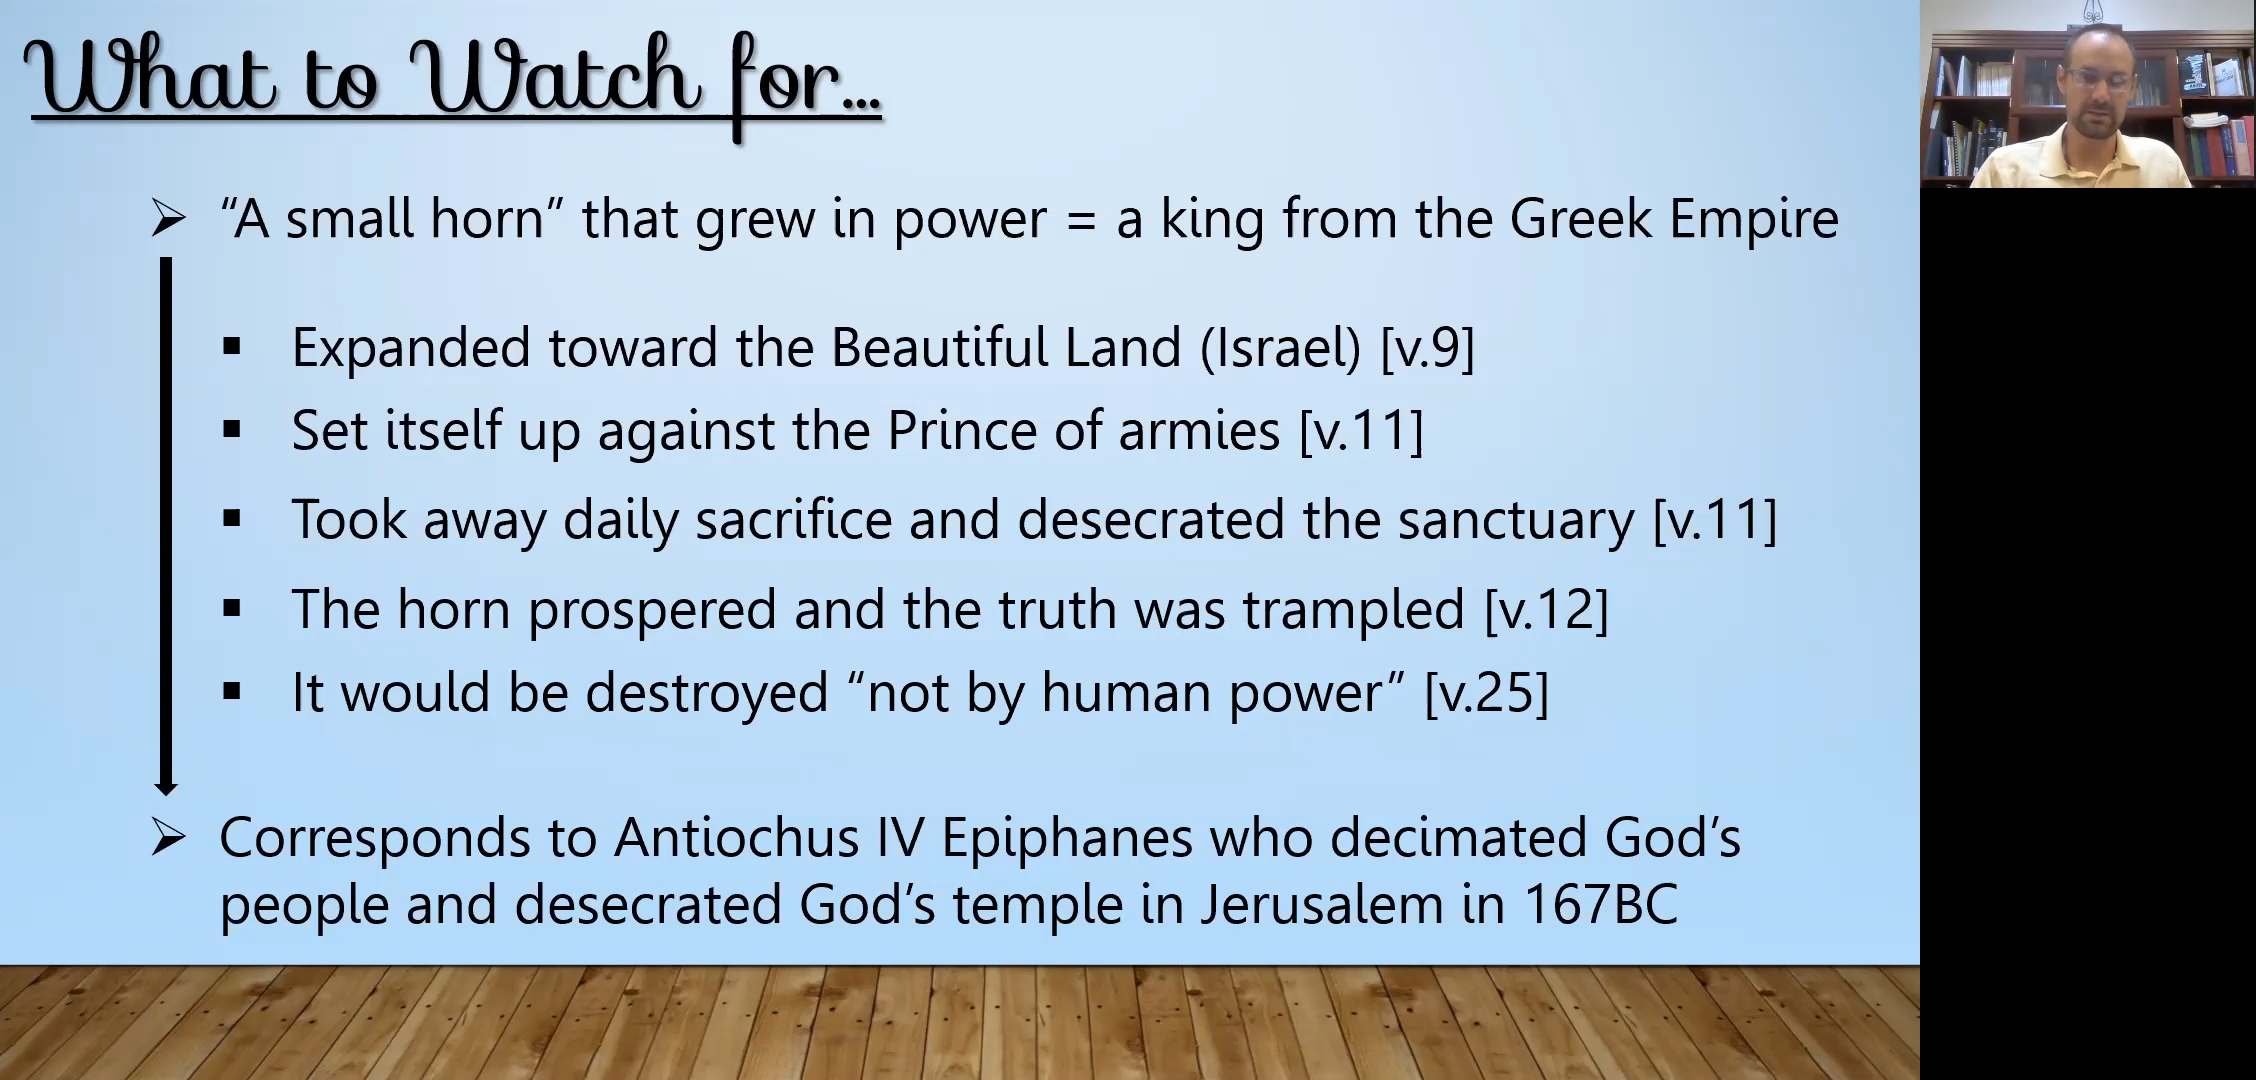 What to Watch for...
“A small horn” that grew in power = a king from the Greek Empire
Expanded toward the Beautiful Land (Israel) [v.9]
Set itself up against the Prince of armies [v.11]
Took away daily sacrifice and desecrated the sanctuary [v.11]
The horn prospered and the truth was trampled [v.12]
It would be destroyed “not by human power” [v.25]
Corresponds to Antiochus IV Epiphanes who decimated God’s
people and desecrated God’s temple in Jerusalem in 167BC